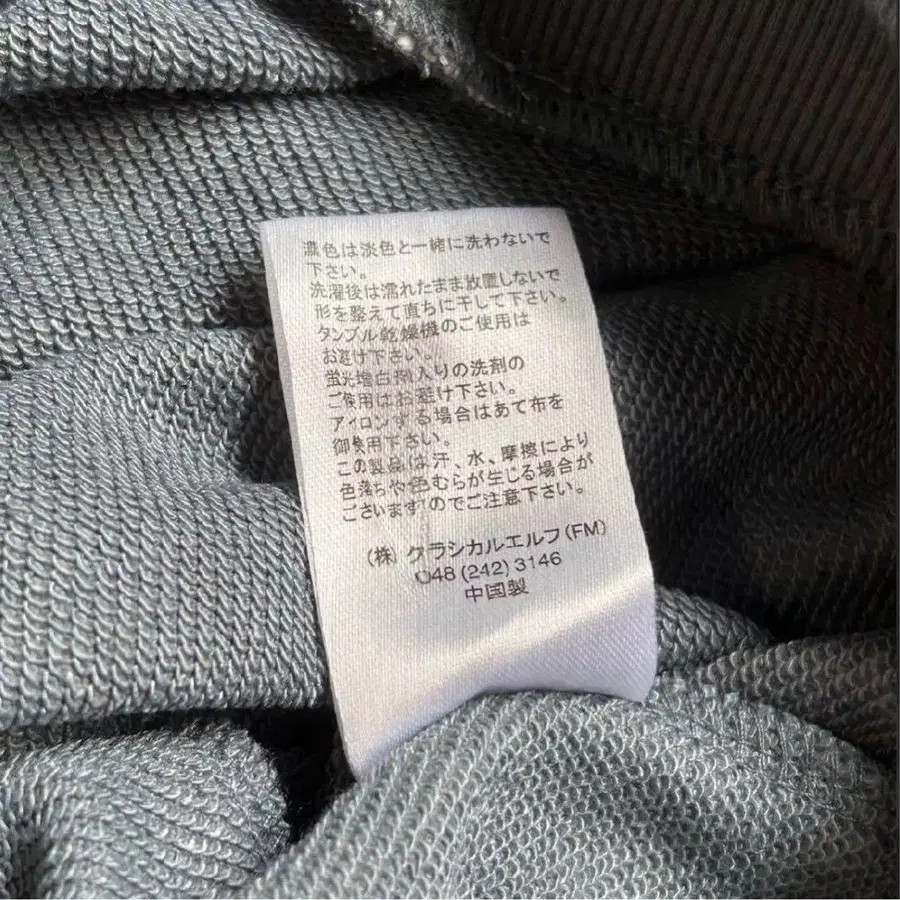 濃色は淡色と一緒に洗わないで
下さい。
洗濯後は濡れたまま放置しないで
形を整えて直ちに干して下さい。
タンブル乾燥機のご使用は
お避け下さい。
蛍光増白剤入りの洗剤の
ご使用はお避け下さい。
アイロンする場合はあて布を
御使用下さい。
この製品は汗、水、摩擦により
色落ちや色むらが生じる場合が
ございますのでご注意下さい。
(株) クラシカルエルフ(FM)
048 (242) 3146
中国製